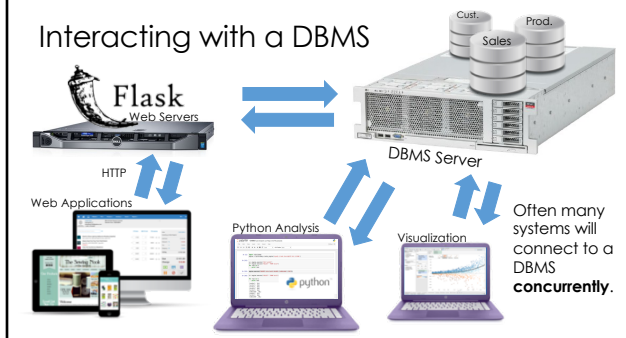 Interacting with a DBMS
Cust.
Prod.
Sales
Flask
Web Servers
DBMS Server
HTTP
Web Applications
Python Analysis
Visualization
python
Often many
systems will
connect to a
DBMS
concurrently.